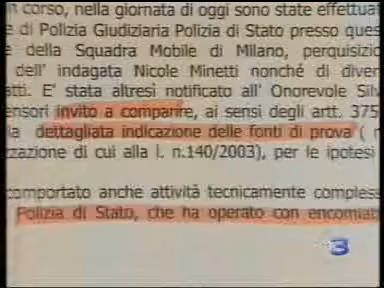 corso, nella giornata di oggi sono state effettua
e di Polizia Giudiziaria Polizia di Stato presso ques
e della Squadra Mobile di Milano, perquisizio
dell' indagata Nicole Minetti nonché di diver
atti. E' stata altresì notificato all' Onorevole Silv
ensori invito a comparire, ai sensi degli artt. 375
la dettagliata indicazione delle fonti di prova ( n
zzazione di cui alla l. n.140/2003), per le ipotesi
comportato anche attività tecnicamente comples
Polizia di Stato, che ha operato con encomiab
3